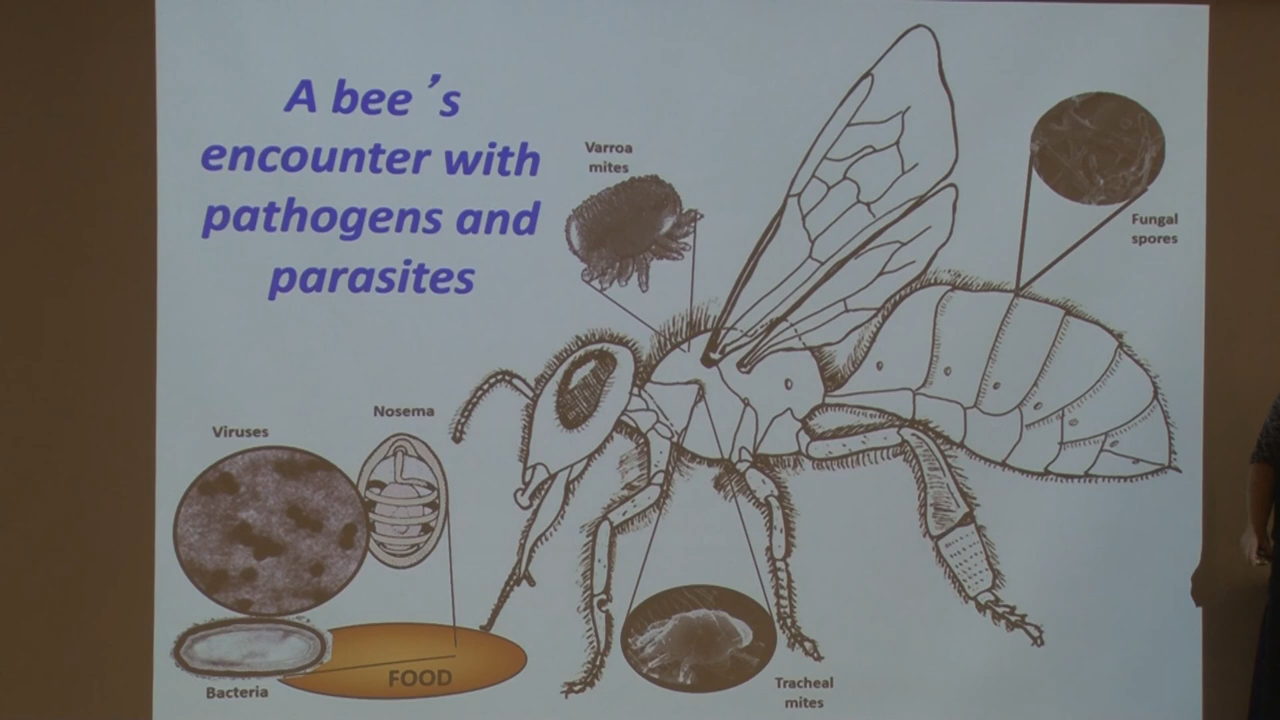 A bee's
encounter with
pathogens and
parasites
Varroa
mites
Fungal
spores
Nosema
Viruses
FOOD
Bacteria
Tracheal
mites